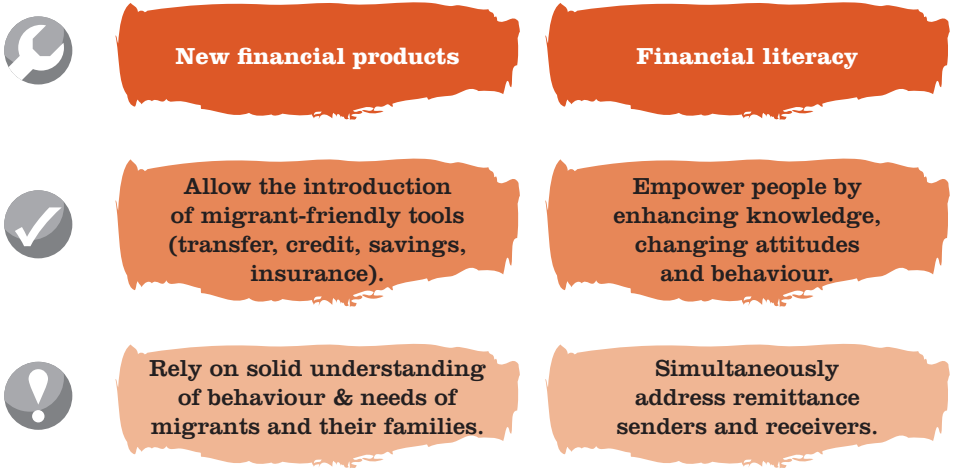 New financial products
Financial literacy
Allow the introduction
of migrant-friendly tools
(transfer, credit, savings,
insurance).
Empower people by
enhancing knowledge,
changing attitudes
and behaviour.
Rely on solid understanding
of behaviour & needs of
migrants and their families.
Simultaneously
address remittance
senders and receivers.